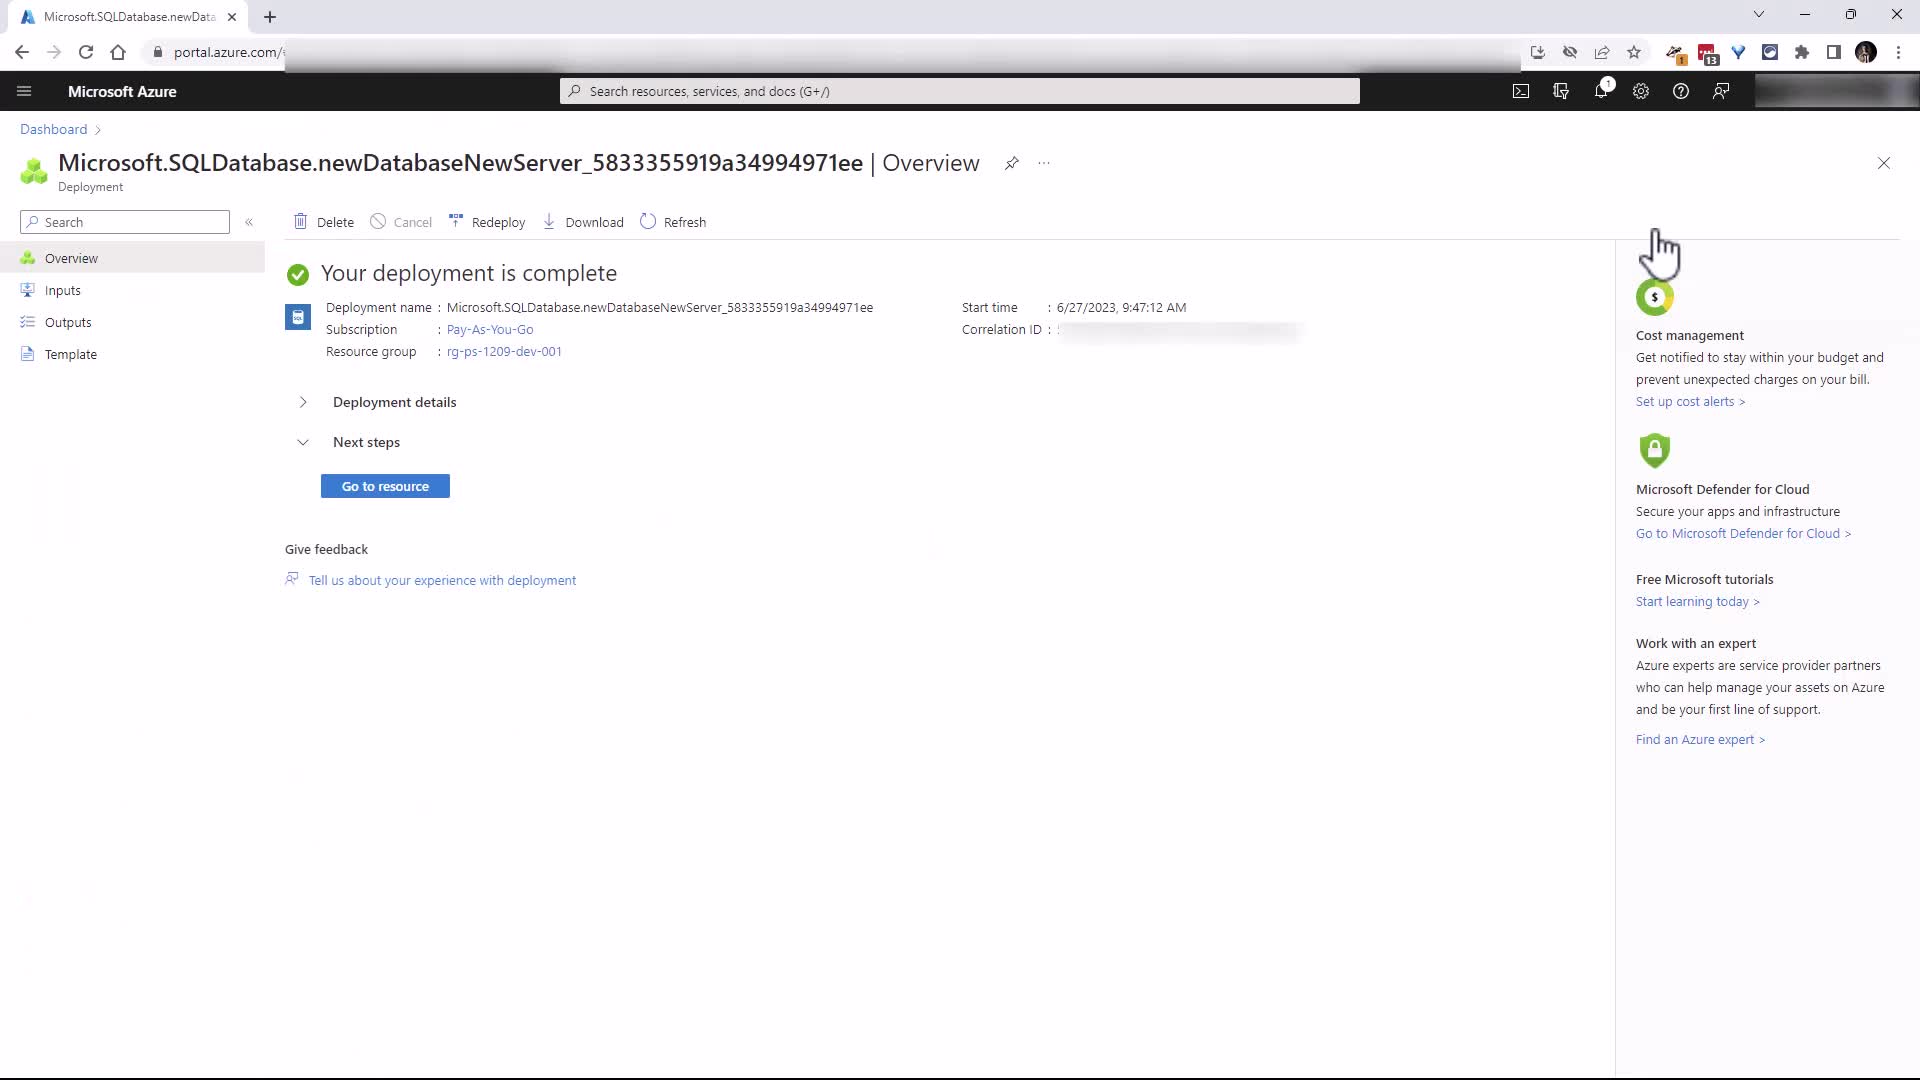 Microsoft.SQLDatabase.newData
portal.azure.com/
1
13
Microsoft Azure
Search resources, services, and docs (G+/)
1
Dashboard
Microsoft.SQLDatabase.newDatabaseNewServer_5833355919a34994971ee | Overview
Deployment
Search
Delete
Cancel
Redeploy
Download
Refresh
Overview
Inputs
Outputs
Template
Your deployment is complete
SQL
Deployment name : Microsoft.SQLDatabase.newDatabaseNewServer_5833355919a34994971ee
Subscription : Pay-As-You-Go
Resource group : rg-ps-1209-dev-001
Start time : 6/27/2023, 9:47:12 AM
Correlation ID :
Deployment details
Next steps
Go to resource
Give feedback
Tell us about your experience with deployment
$
Cost management
Get notified to stay within your budget and
prevent unexpected charges on your bill.
Set up cost alerts >
Microsoft Defender for Cloud
Secure your apps and infrastructure
Go to Microsoft Defender for Cloud >
Free Microsoft tutorials
Start learning today >
Work with an expert
Azure experts are service provider partners
who can help manage your assets on Azure
and be your first line of support.
Find an Azure expert >